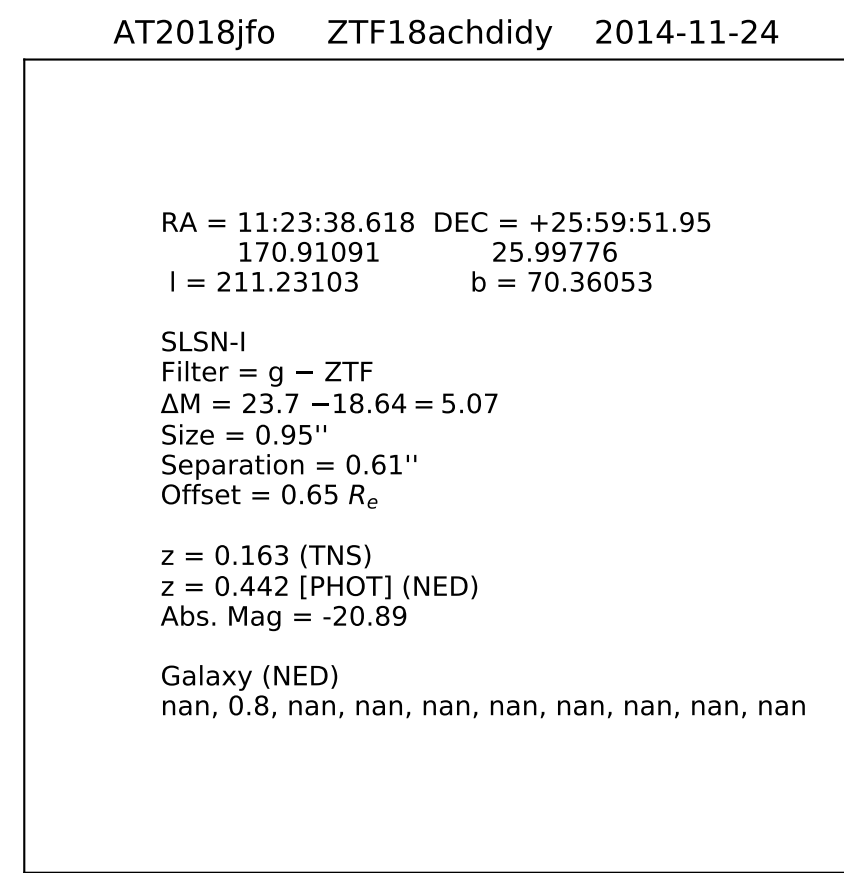 AT2018jfo ZTF18achdidy 2014-11-24
RA = 11:23:38.618 DEC = +25:59:51.95
170.91091 25.99776
l = 211.23103 b = 70.36053
SLSN-I
Filter = g − ZTF
ΔM = 23.7 −18.64 = 5.07
Size = 0.95''
Separation = 0.61''
Offset = 0.65 Rₑ
z = 0.163 (TNS)
z = 0.442 [PHOT] (NED)
Abs. Mag = -20.89
Galaxy (NED)
nan, 0.8, nan, nan, nan, nan, nan, nan, nan, nan